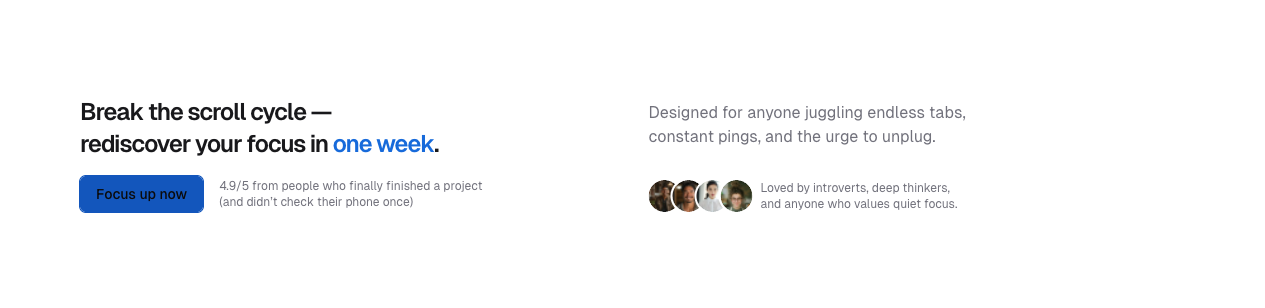 Break the scroll cycle —
rediscover your focus in one week.
Focus up now
4.9/5 from people who finally finished a project
(and didn't check their phone once)
Designed for anyone juggling endless tabs,
constant pings, and the urge to unplug.
Loved by introverts, deep thinkers,
and anyone who values quiet focus.